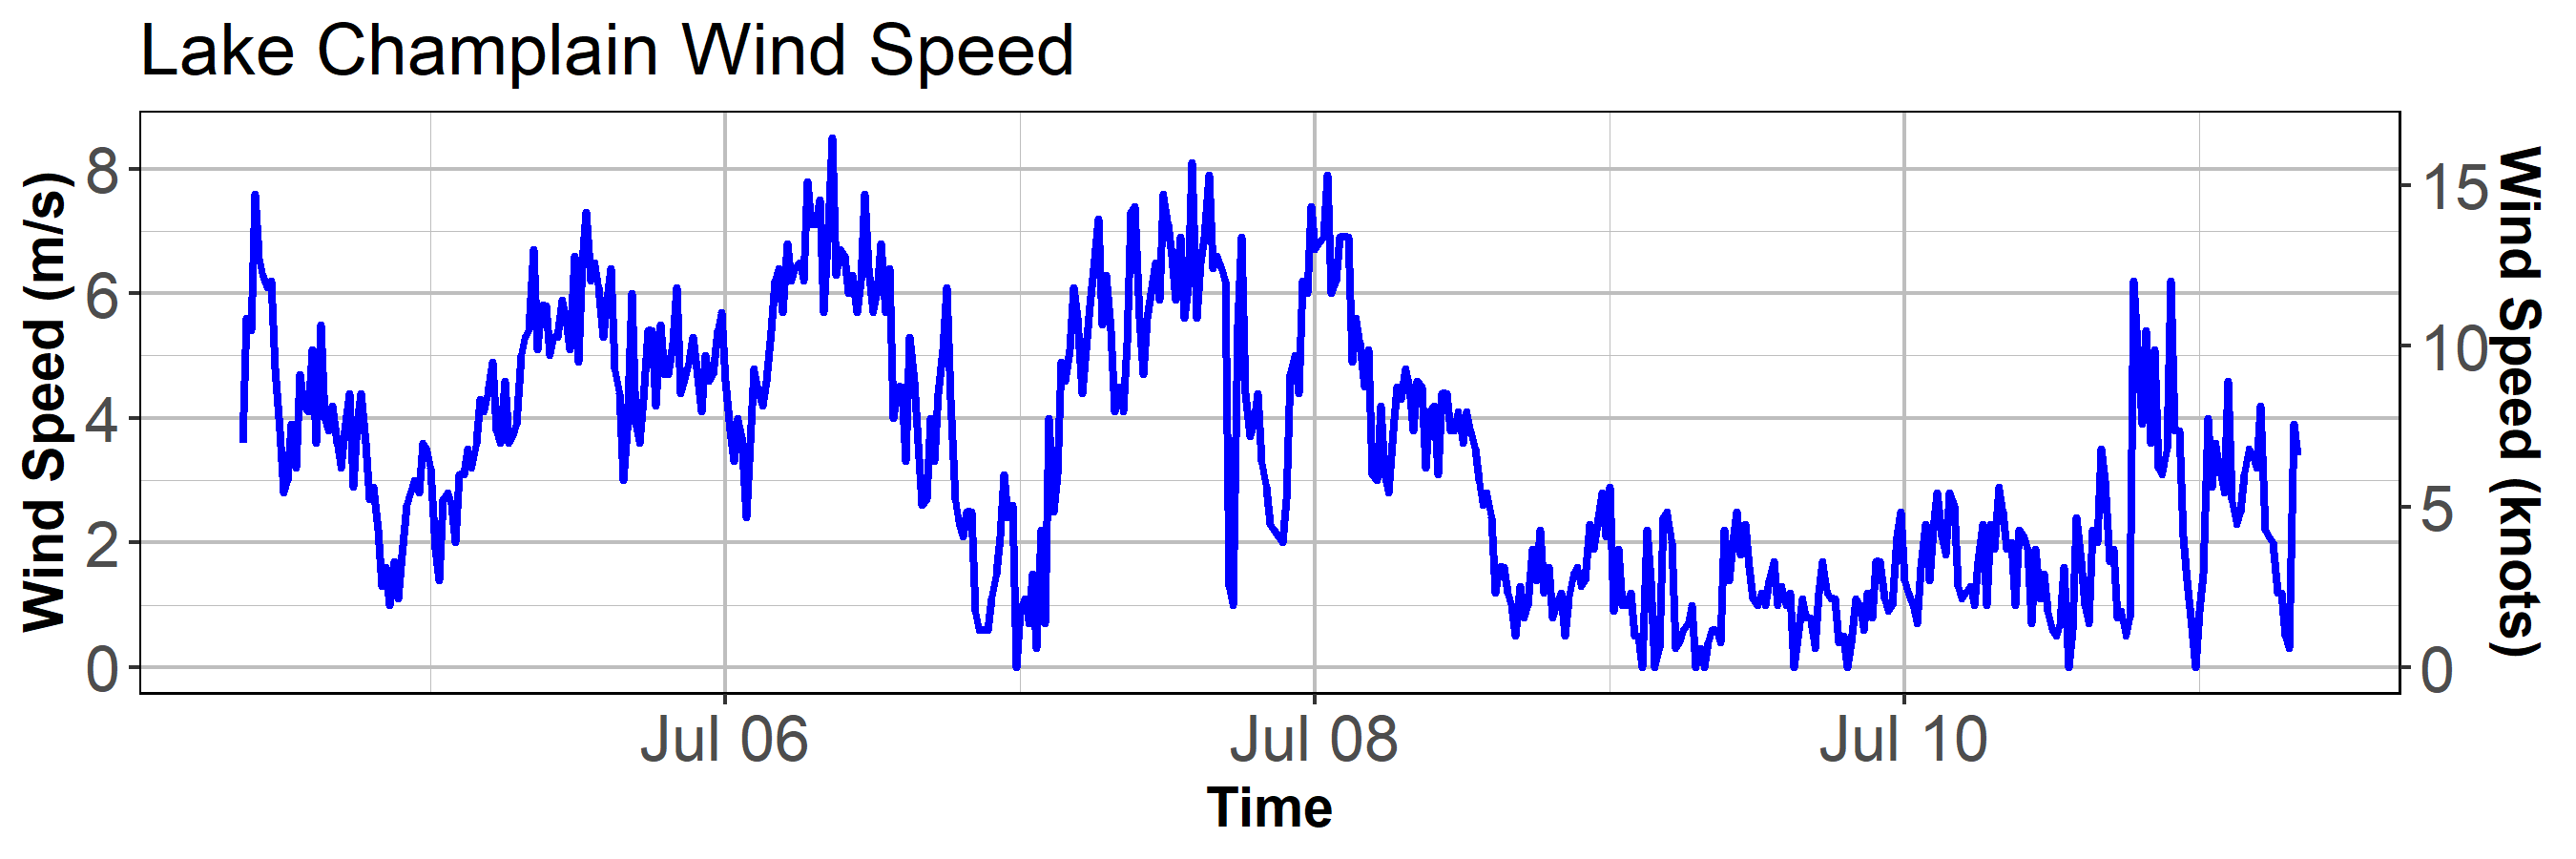 Lake Champlain Wind Speed
Wind Speed (m/s)
8
6
4
2
0
15
10
5
0
Wind Speed (knots)
Jul 06
Jul 08
Jul 10
Time